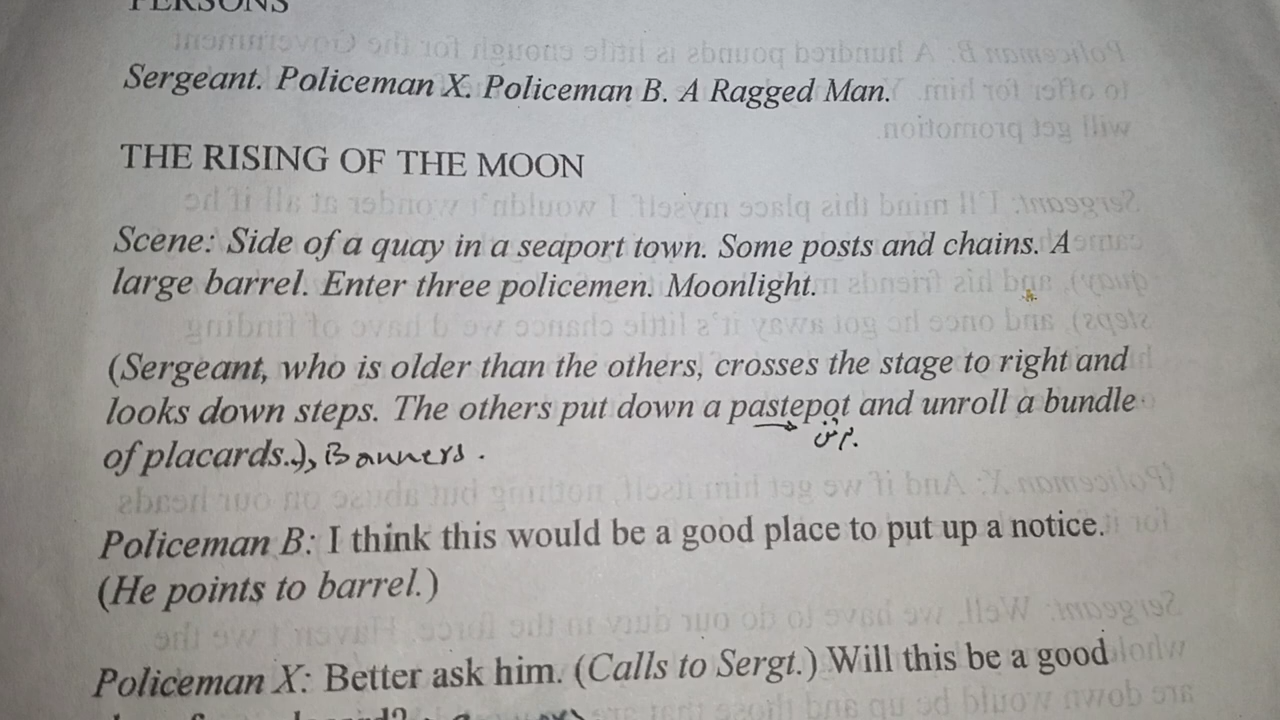 PERSONS
Sergeant. Policeman X. Policeman B. A Ragged Man.
THE RISING OF THE MOON
Scene: Side of a quay in a seaport town. Some posts and chains. A
large barrel. Enter three policemen. Moonlight.
(Sergeant, who is older than the others, crosses the stage to right and
looks down steps. The others put down a pastepot and unroll a bundle
of placards.), Banners.
Policeman B: I think this would be a good place to put up a notice.
(He points to barrel.)
Policeman X: Better ask him. (Calls to Sergt.) Will this be a good